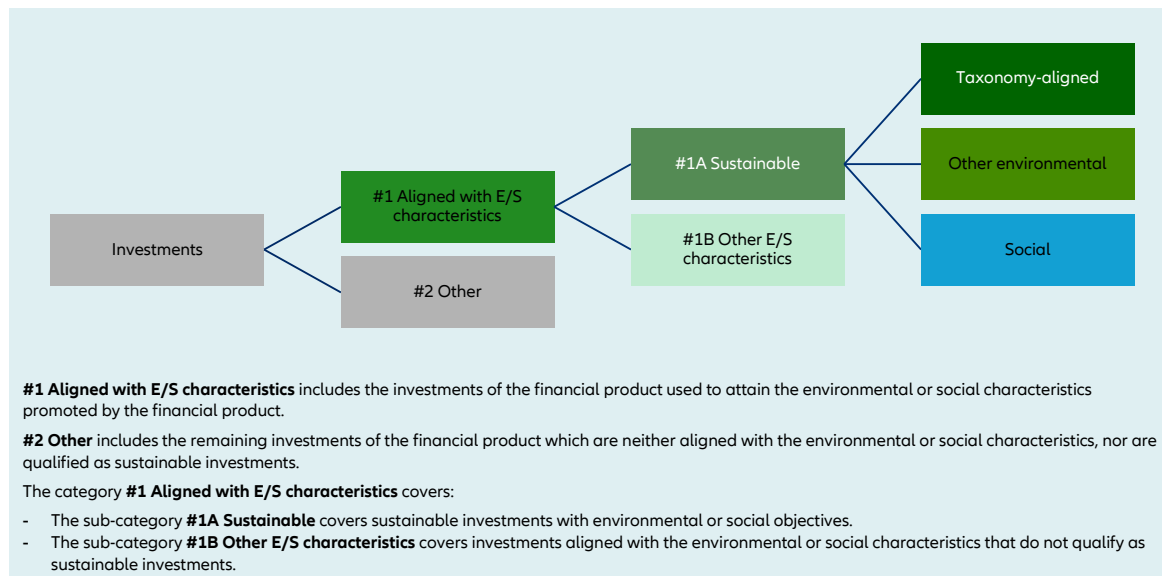 Taxonomy-aligned
#1A Sustainable
Other environmental
#1 Aligned with E/S
characteristics
Investments
#1B Other E/S
characteristics
Social
#2 Other
#1 Aligned with E/S characteristics includes the investments of the financial product used to attain the environmental or social characteristics
promoted by the financial product.
#2 Other includes the remaining investments of the financial product which are neither aligned with the environmental or social characteristics, nor are
qualified as sustainable investments.
The category #1 Aligned with E/S characteristics covers:
- The sub-category #1A Sustainable covers sustainable investments with environmental or social objectives.
- The sub-category #1B Other E/S characteristics covers investments aligned with the environmental or social characteristics that do not qualify as
sustainable investments.